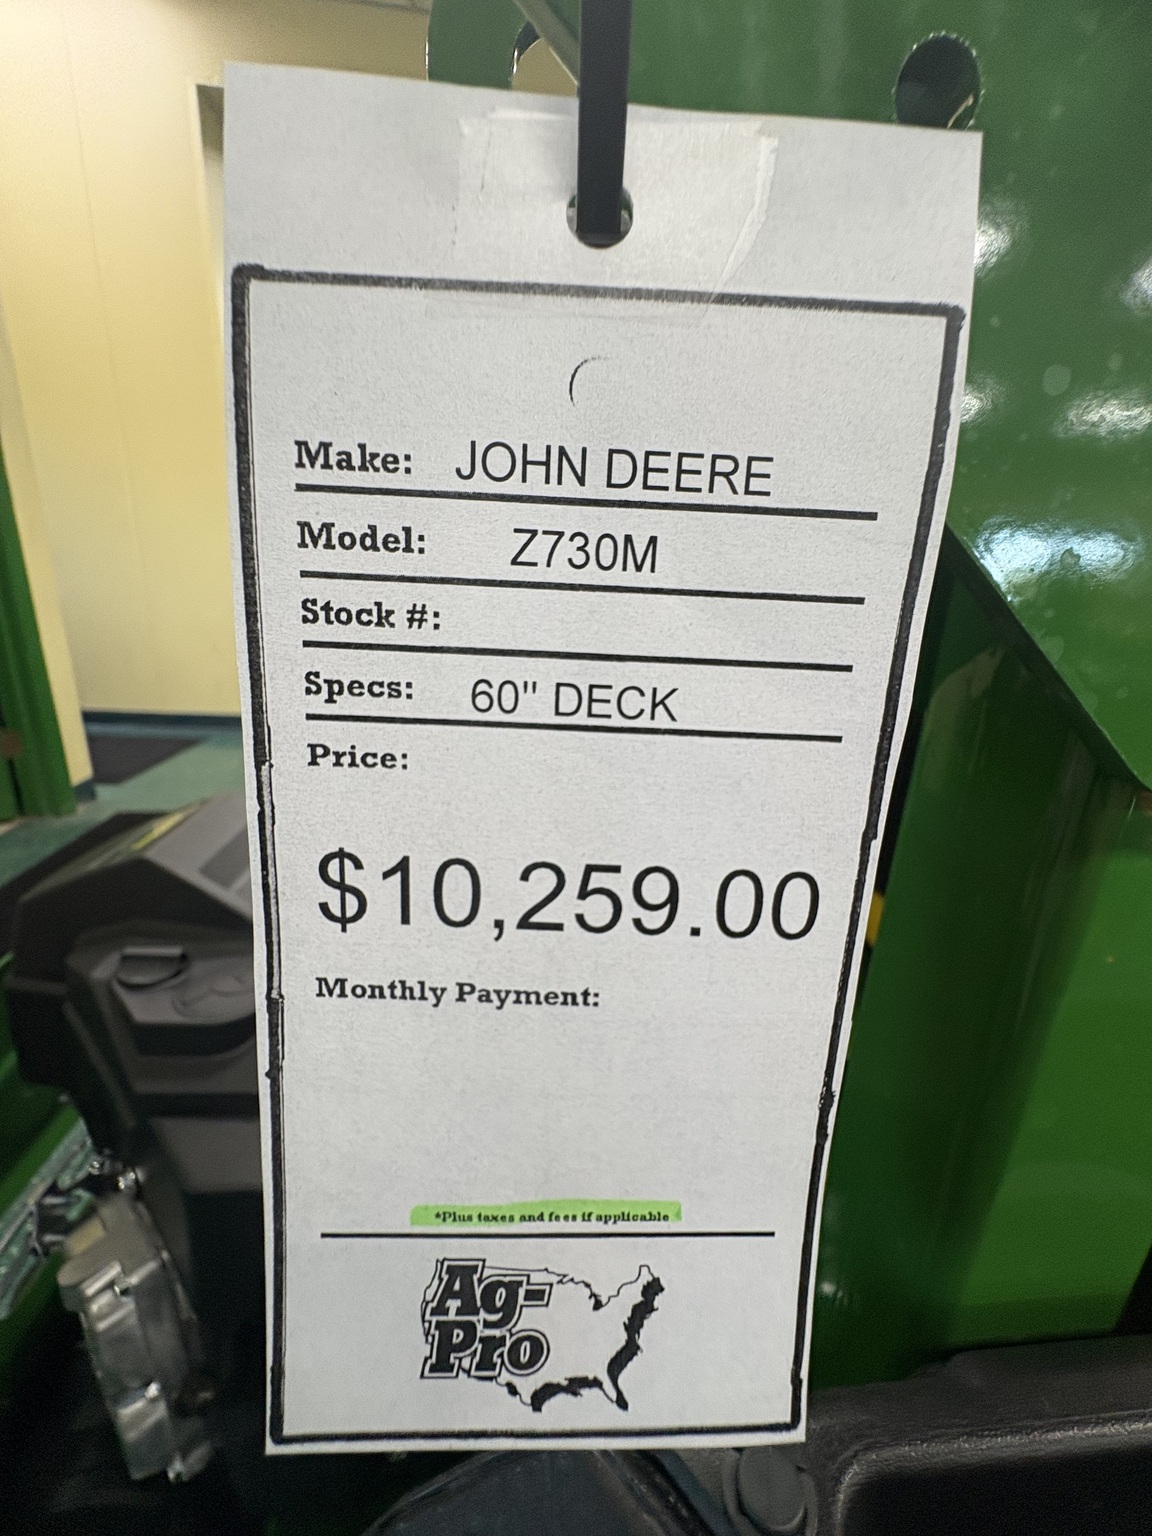 Make: JOHN DEERE
Model: Z730M
Stock #:
Specs: 60" DECK
Price:
$10,259.00
Monthly Payment:
*Plus taxes and fees if applicable
Ag-
Pro